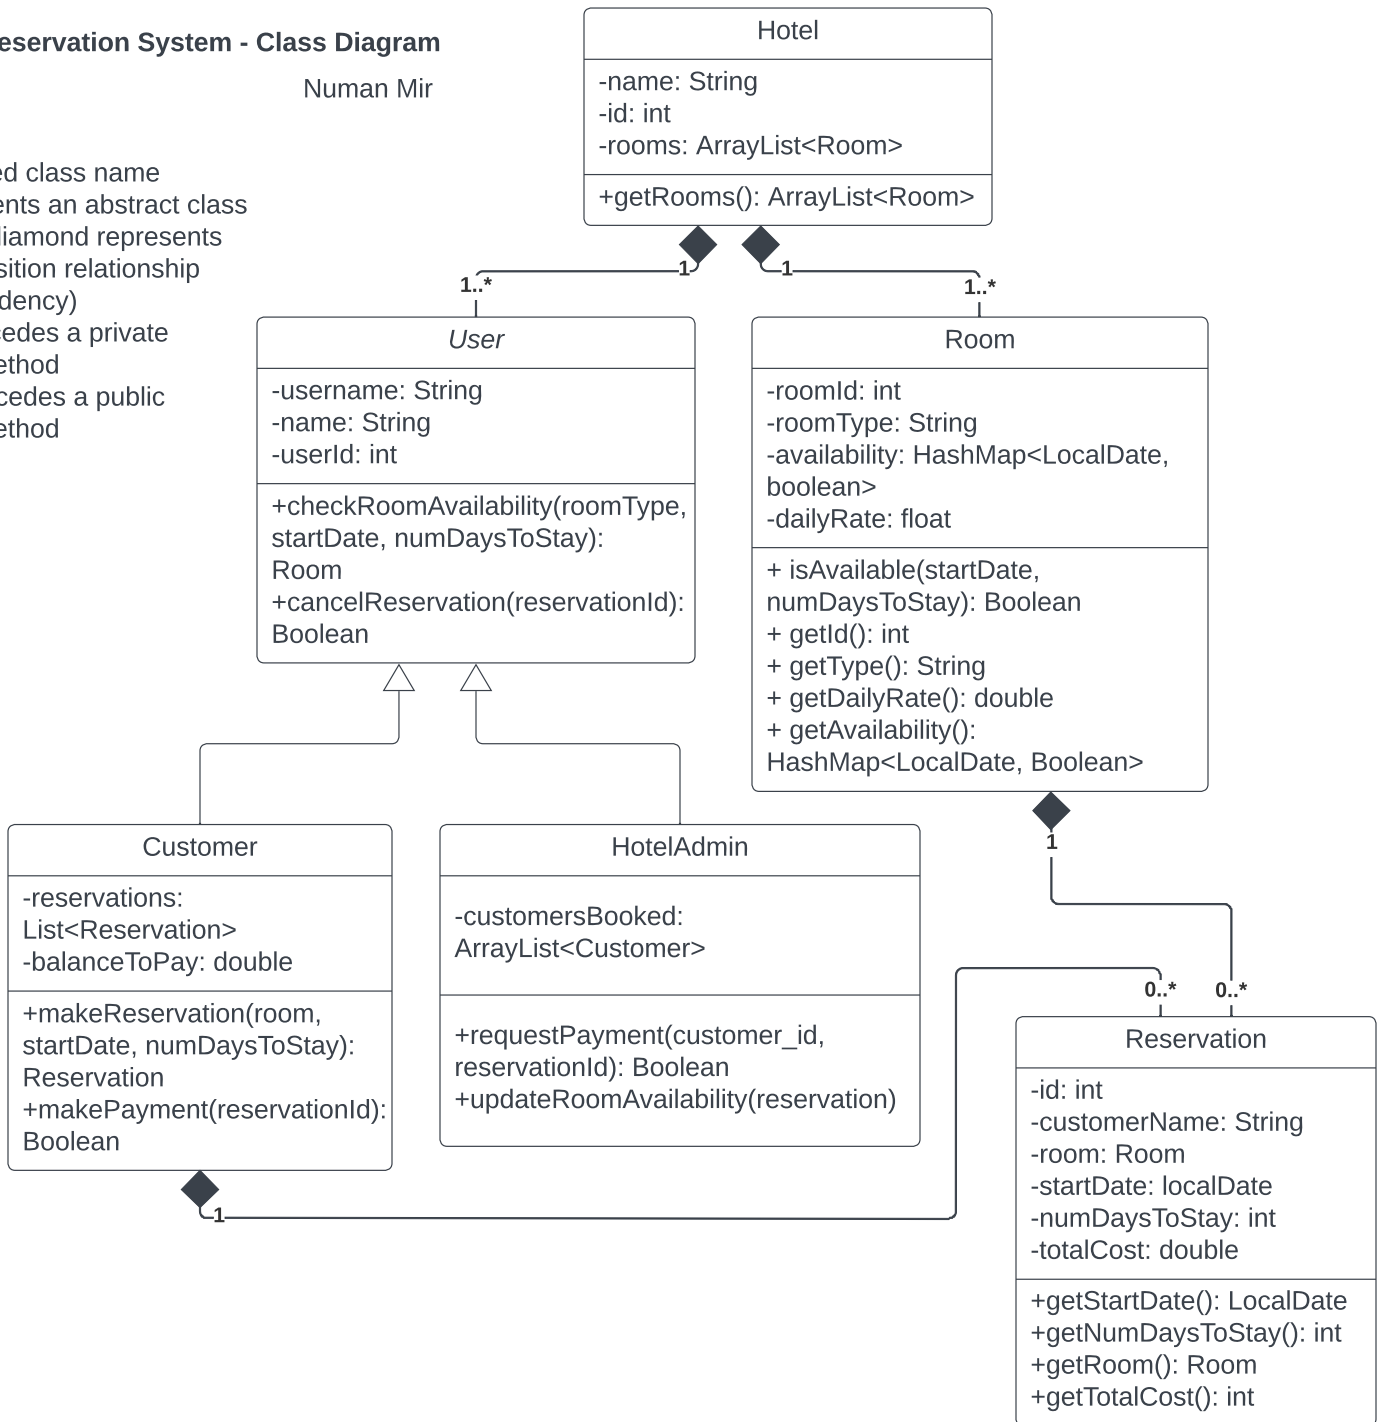 eservation System - Class Diagram
Numan Mir
ed class name
ents an abstract class
diamond represents
sition relationship
dency)
cedes a private
ethod
cedes a public
ethod
Hotel
-name: String
-id: int
-rooms: ArrayList<Room>
+getRooms(): ArrayList<Room>
1
1
1..*
1..*
User
-username: String
-name: String
-userId: int
+checkRoomAvailability(roomType,
startDate, numDaysToStay):
Room
+cancelReservation(reservationId):
Boolean
Room
-roomId: int
-roomType: String
-availability: HashMap<LocalDate,
boolean>
-dailyRate: float
+ isAvailable(startDate,
numDaysToStay): Boolean
+ getId(): int
+ getType(): String
+ getDailyRate(): double
+ getAvailability():
HashMap<LocalDate, Boolean>
1
Customer
-reservations:
List<Reservation>
-balanceToPay: double
+makeReservation(room,
startDate, numDaysToStay):
Reservation
+makePayment(reservationId):
Boolean
1
HotelAdmin
-customersBooked:
ArrayList<Customer>
+requestPayment(customer_id,
reservationId): Boolean
+updateRoomAvailability(reservation)
0..*
0..*
Reservation
-id: int
-customerName: String
-room: Room
-startDate: localDate
-numDaysToStay: int
-totalCost: double
+getStartDate(): LocalDate
+getNumDaysToStay(): int
+getRoom(): Room
+getTotalCost(): int